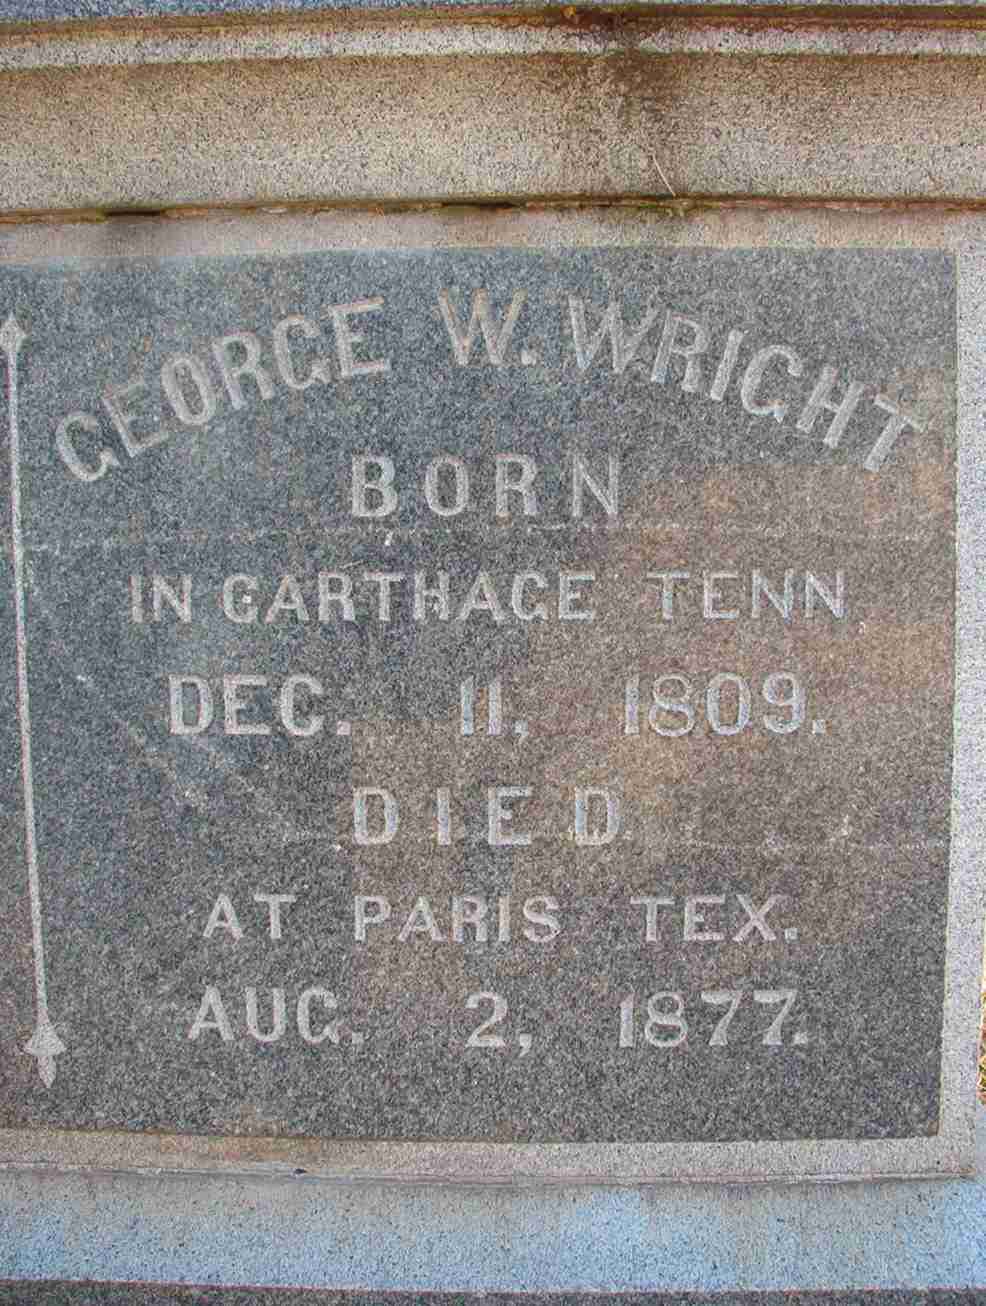 GEORGE W. WRIGHT
BORN
IN CARTHAGE TENN
DEC. 11, 1809.
DIED
AT PARIS TEX.
AUG. 2, 1877.